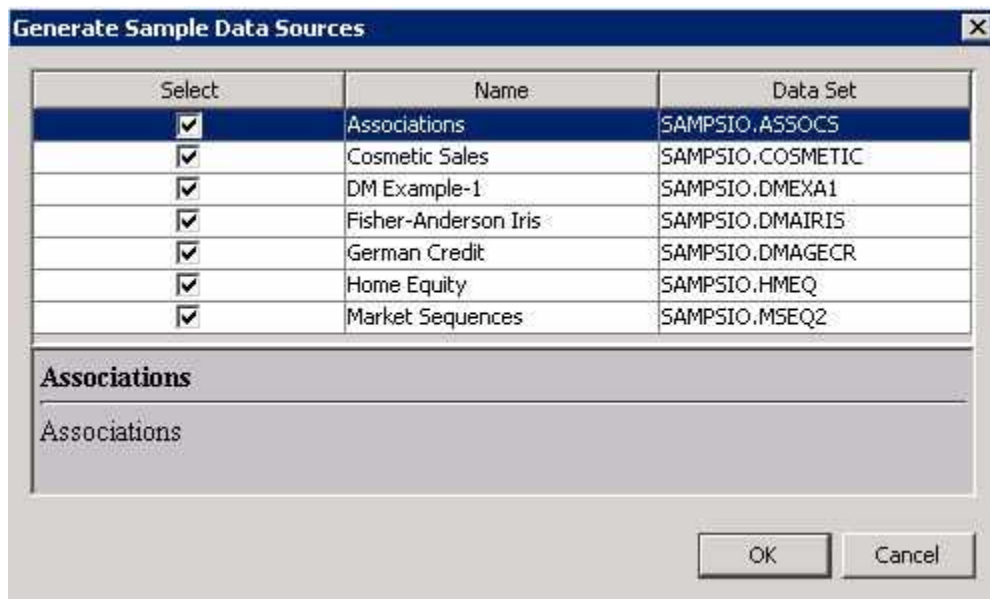 Generate Sample Data Sources
Select Name Data Set
Associations SAMPSIO.ASSOCS
Cosmetic Sales SAMPSIO.COSMETIC
DM Example-1 SAMPSIO.DMEXA1
Fisher-Anderson Iris SAMPSIO.DMAIRIS
German Credit SAMPSIO.DMAGECR
Home Equity SAMPSIO.HMEQ
Market Sequences SAMPSIO.MSEQ2
Associations
Associations
OK Cancel